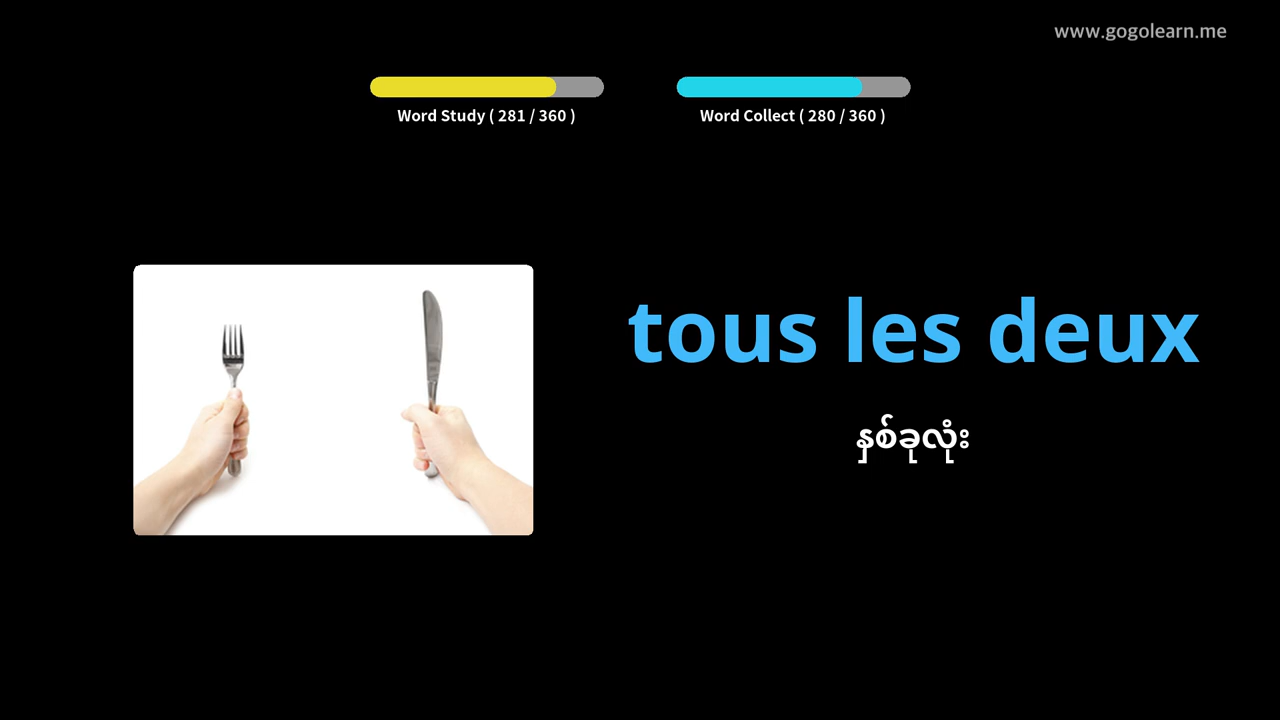 www.gogolearn.me
Word Study ( 281 / 360 )
Word Collect ( 280 / 360 )
tous les deux
နှစ်ခုလုံး